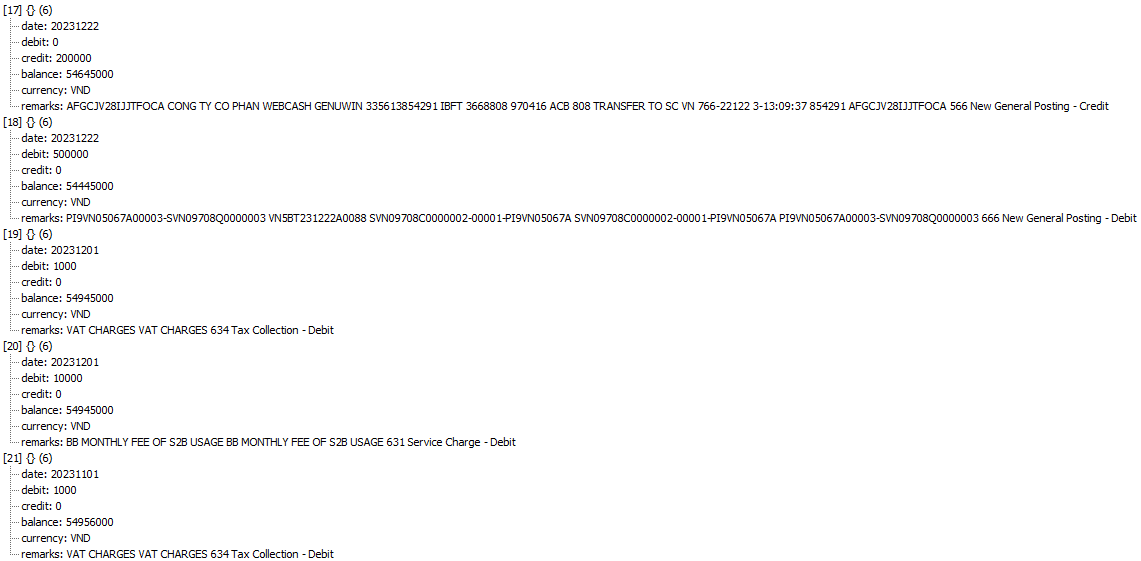 [17] {} (6)
date: 20231222
debit: 0
credit: 200000
balance: 54645000
currency: VND
remarks: AFGCJV28IJJTFOCA CONG TY CO PHAN WEBCASH GENUWIN 335613854291 IBFT 3668808 970416 ACB 808 TRANSFER TO SC VN 766-22122 3-13:09:37 854291 AFGCJV28IJJTFOCA 566 New General Posting - Credit
[18] {} (6)
date: 20231222
debit: 500000
credit: 0
balance: 54445000
currency: VND
remarks: PI9VN05067A00003-SVN09708Q0000003 VN5BT231222A0088 SVN09708C0000002-00001-PI9VN05067A SVN09708C0000002-00001-PI9VN05067A PI9VN05067A00003-SVN09708Q0000003 666 New General Posting - Debit
[19] {} (6)
date: 20231201
debit: 1000
credit: 0
balance: 54945000
currency: VND
remarks: VAT CHARGES VAT CHARGES 634 Tax Collection - Debit
[20] {} (6)
date: 20231201
debit: 10000
credit: 0
balance: 54945000
currency: VND
remarks: BB MONTHLY FEE OF S2B USAGE BB MONTHLY FEE OF S2B USAGE 631 Service Charge - Debit
[21] {} (6)
date: 20231101
debit: 1000
credit: 0
balance: 54956000
currency: VND
remarks: VAT CHARGES VAT CHARGES 634 Tax Collection - Debit